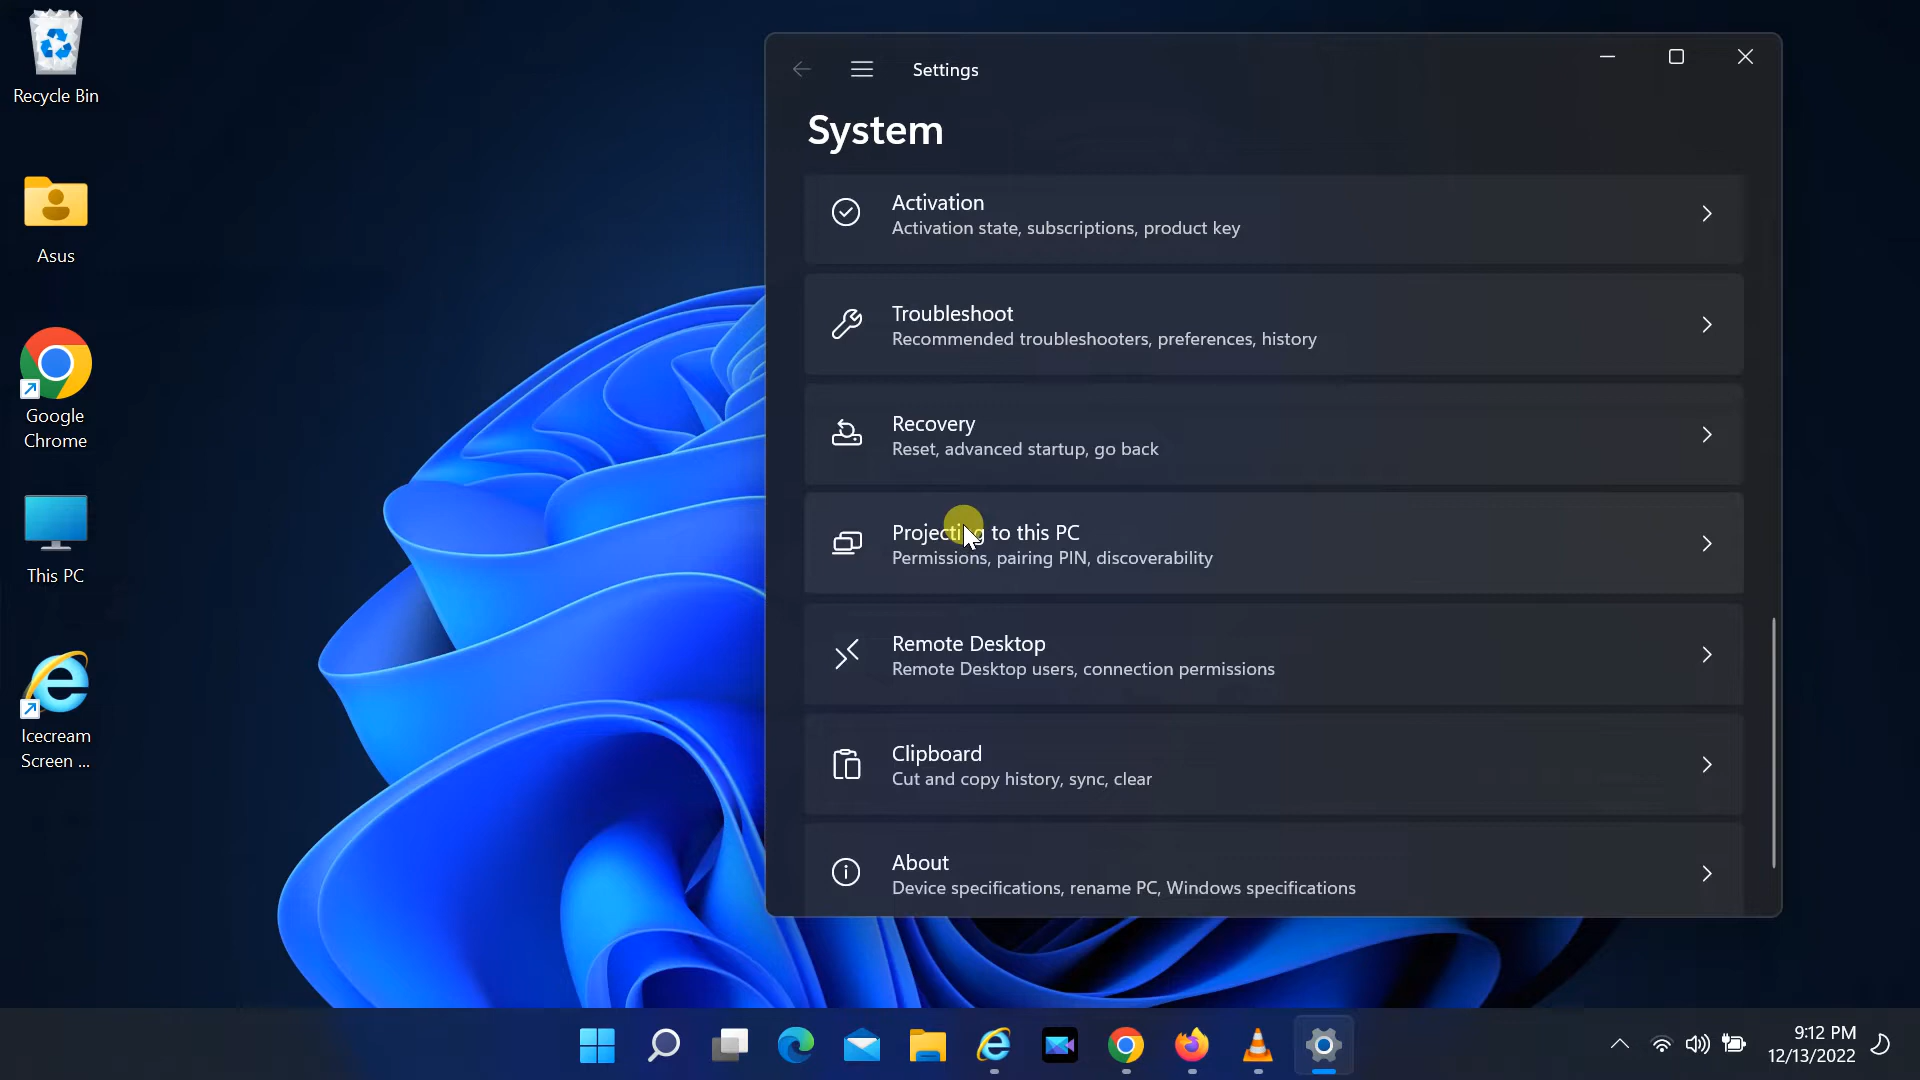 Recycle Bin
Asus
Google
Chrome
This PC
Icecream
Screen ...
Settings
System
Activation
Activation state, subscriptions, product key
Troubleshoot
Recommended troubleshooters, preferences, history
Recovery
Reset, advanced startup, go back
Projecting to this PC
Permissions, pairing PIN, discoverability
Remote Desktop
Remote Desktop users, connection permissions
Clipboard
Cut and copy history, sync, clear
About
Device specifications, rename PC, Windows specifications
9:12 PM
12/13/2022